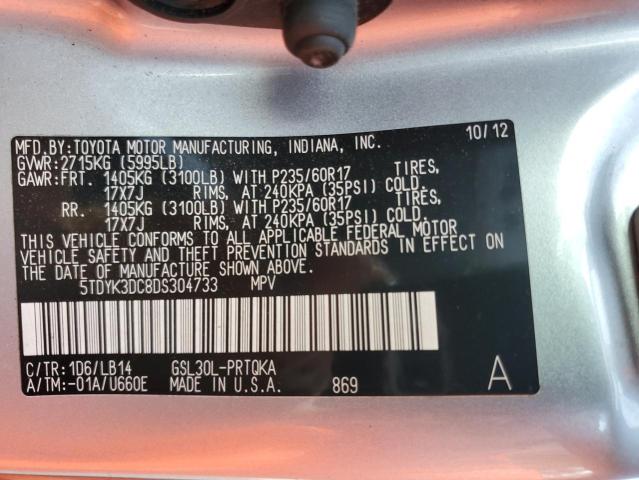 MFD.BY:TOYOTA MOTOR MANUFACTURING, INDIANA, INC. 10/12
GVWR:2715KG (5995LB)
GAWR:FRT. 1405KG (3100LB) WITH P235/60R17 TIRES,
17X7J RIMS, AT 240KPA (35PSI) COLD.
RR. 1405KG (3100LB) WITH P235/60R17 TIRES,
17X7J RIMS, AT 240KPA (35PSI) COLD.
THIS VEHICLE CONFORMS TO ALL APPLICABLE FEDERAL MOTOR
VEHICLE SAFETY AND THEFT PREVENTION STANDARDS IN EFFECT ON
THE DATE OF MANUFACTURE SHOWN ABOVE.
5TDYK3DC8DS304733 MPV
C/TR:1D6/LB14 GSL30L-PRTQKA
A/TM:-01A/U660E MADE IN U.S.A. 869 A